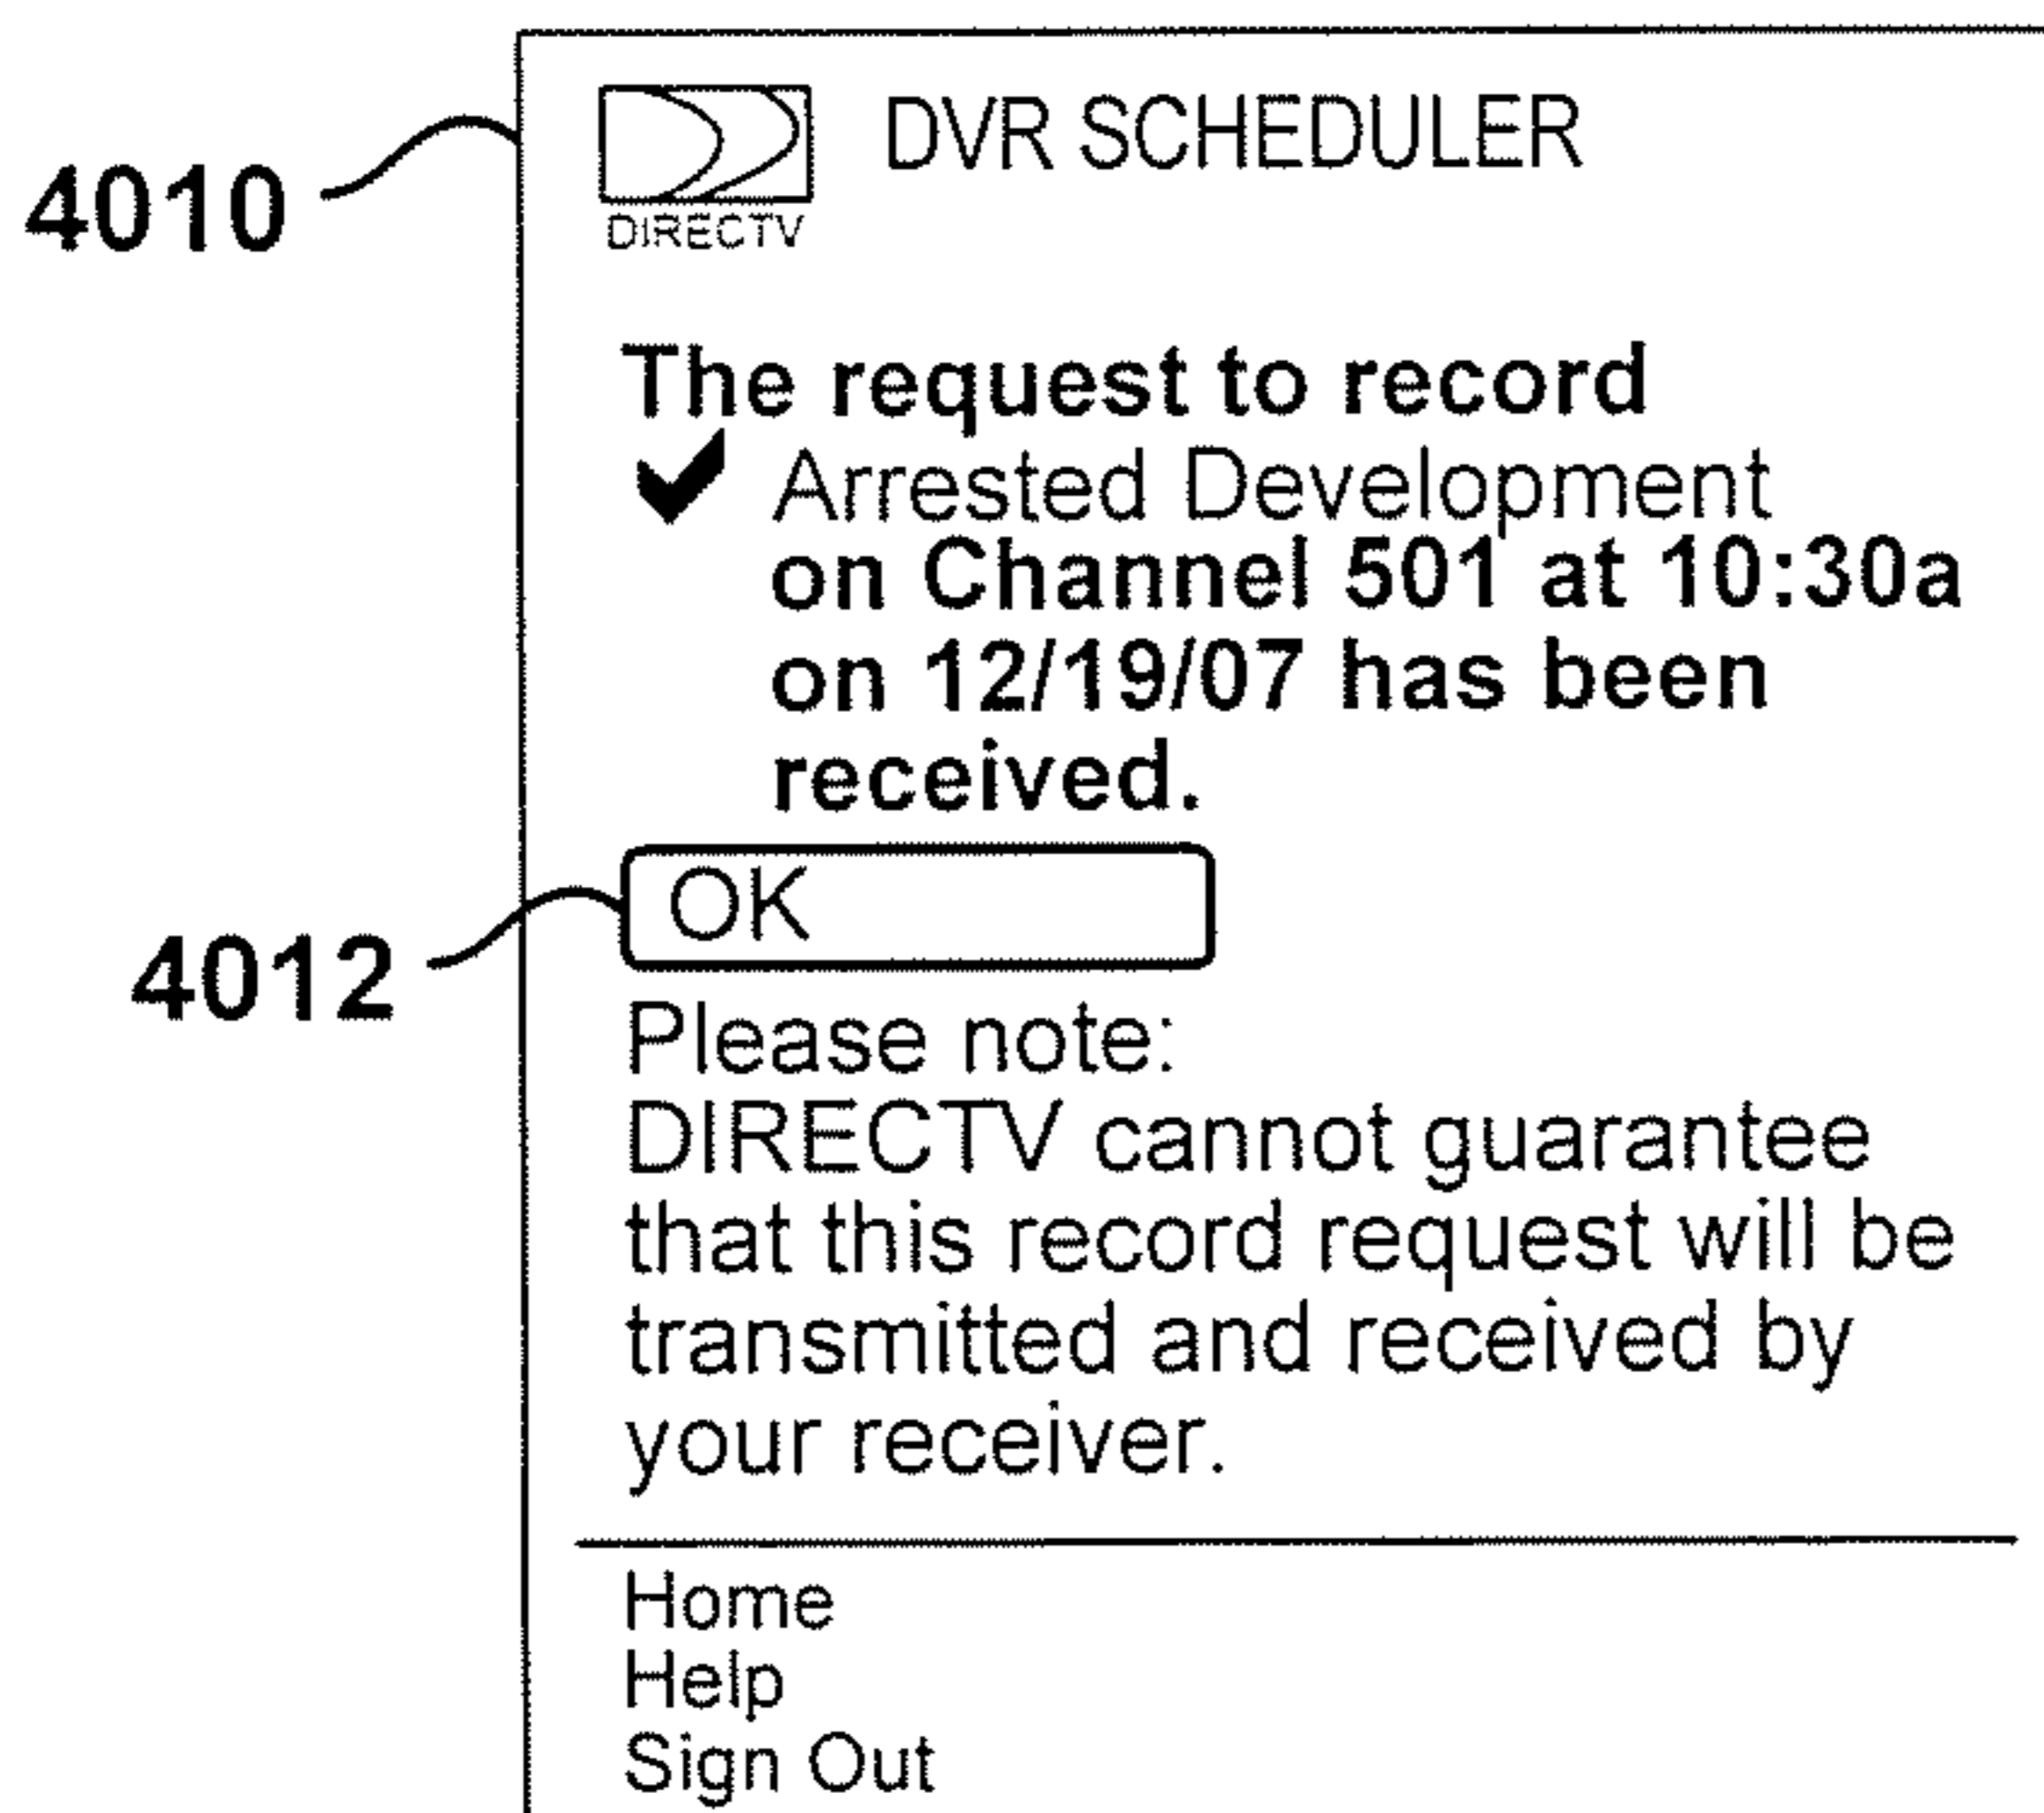 DVR SCHEDULER
4010
DIRECTV
The request to record
Arrested Development
on Channel 501 at 10:30a
on 12/19/07 has been
received.
OK
4012
Please note:
DIRECTV cannot guarantee
that this record request will be
transmitted and received by
your receiver.
Home
Help
Sign Out